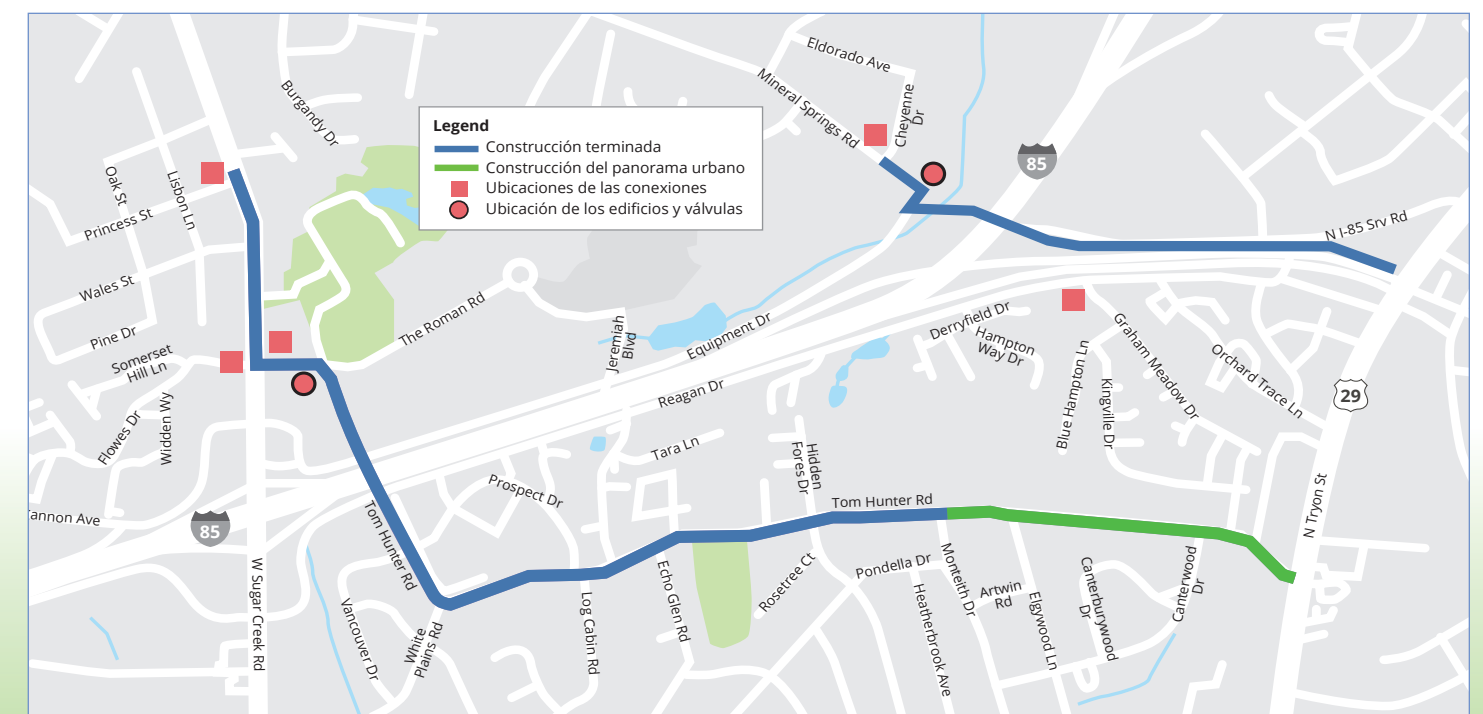 Legend
Construcción terminada
Construcción del panorama urbano
Ubicaciones de las conexiones
Ubicación de los edificios y válvulas
Eldorado Ave
Mineral Springs Rd
Cheyenne
Dr
Burgandy Dr
85
Oak St
Lisbon Ln
Princess St
N I-85 Srv Rd
Wales St
The Roman Rd
Pine Dr
Somerset
Hill Ln
Jeremiah
Blvd
Equipment Dr
Derryfield Dr
Hampton
Way Dr
Graham Meadow Dr
Orchard Trace Ln
Blue Hampton Ln
Kingville Dr
29
Reagan Dr
Flowes Dr
Widden Wy
Tara Ln
Hidden
Fores Dr
Prospect Dr
Tom Hunter Rd
N Tryon St
annon Ave
85
Tom Hunter Rd
W Sugar Creek Rd
Vancouver Dr
White
Plains Rd
Log Cabin Rd
Echo Glen Rd
Rosetree Ct
Pondella Dr
Heatherbrook Ave
Monteith Dr
Artwin
Rd
Elgywood Ln
Canterburywood
Dr
Canterwood
Dr